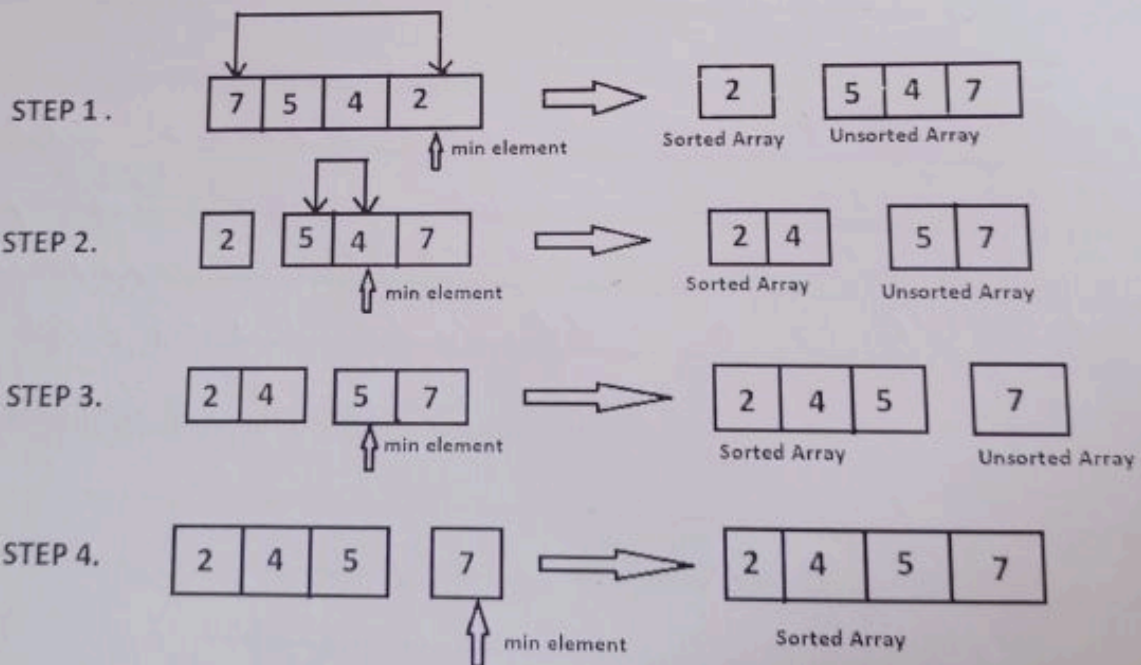 7 5 4 2 2 5 4 7
STEP 1 .
min element Sorted Array Unsorted Array
STEP 2. 2 5 4 7 2 4 5 7
min element Sorted Array Unsorted Array
STEP 3. 2 4 5 7 2 4 5 7
min element Sorted Array Unsorted Array
STEP 4. 2 4 5 7 2 4 5 7
min element Sorted Array